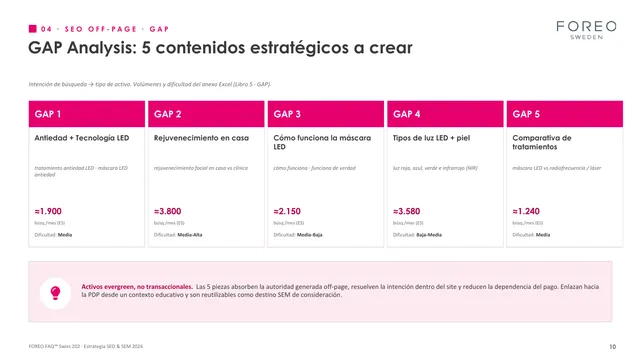 04 · SEO OFF-PAGE · GAP
FOREO
SWEDEN
GAP Analysis: 5 contenidos estratégicos a crear
Intención de búsqueda → tipo de activo. Volúmenes y dificultad del anexo Excel (Libro 5 · GAP).
GAP 1
Antiedad + Tecnología LED
tratamiento antiedad LED · máscara LED
antiedad
≈1.900
búsq./mes (ES)
Dificultad: Media
GAP 2
Rejuvenecimiento en casa
rejuvenecimiento facial en casa vs clínica
≈3.800
búsq./mes (ES)
Dificultad: Media-Alta
GAP 3
Cómo funciona la máscara
LED
cómo funciona · funciona de verdad
≈2.150
búsq./mes (ES)
Dificultad: Media-Baja
GAP 4
Tipos de luz LED + piel
luz roja, azul, verde e infrarroja (NIR)
≈3.580
búsq./mes (ES)
Dificultad: Baja-Media
GAP 5
Comparativa de
tratamientos
máscara LED vs radiofrecuencia / láser
≈1.240
búsq./mes (ES)
Dificultad: Media
Activos evergreen, no transaccionales. Las 5 piezas absorben la autoridad generada off-page, resuelven la intención dentro del site y reducen la dependencia del pago. Enlazan hacia
la PDP desde un contexto educativo y son reutilizables como destino SEM de consideración.
FOREO FAQ™ Swiss 202 · Estrategia SEO & SEM 2026
10